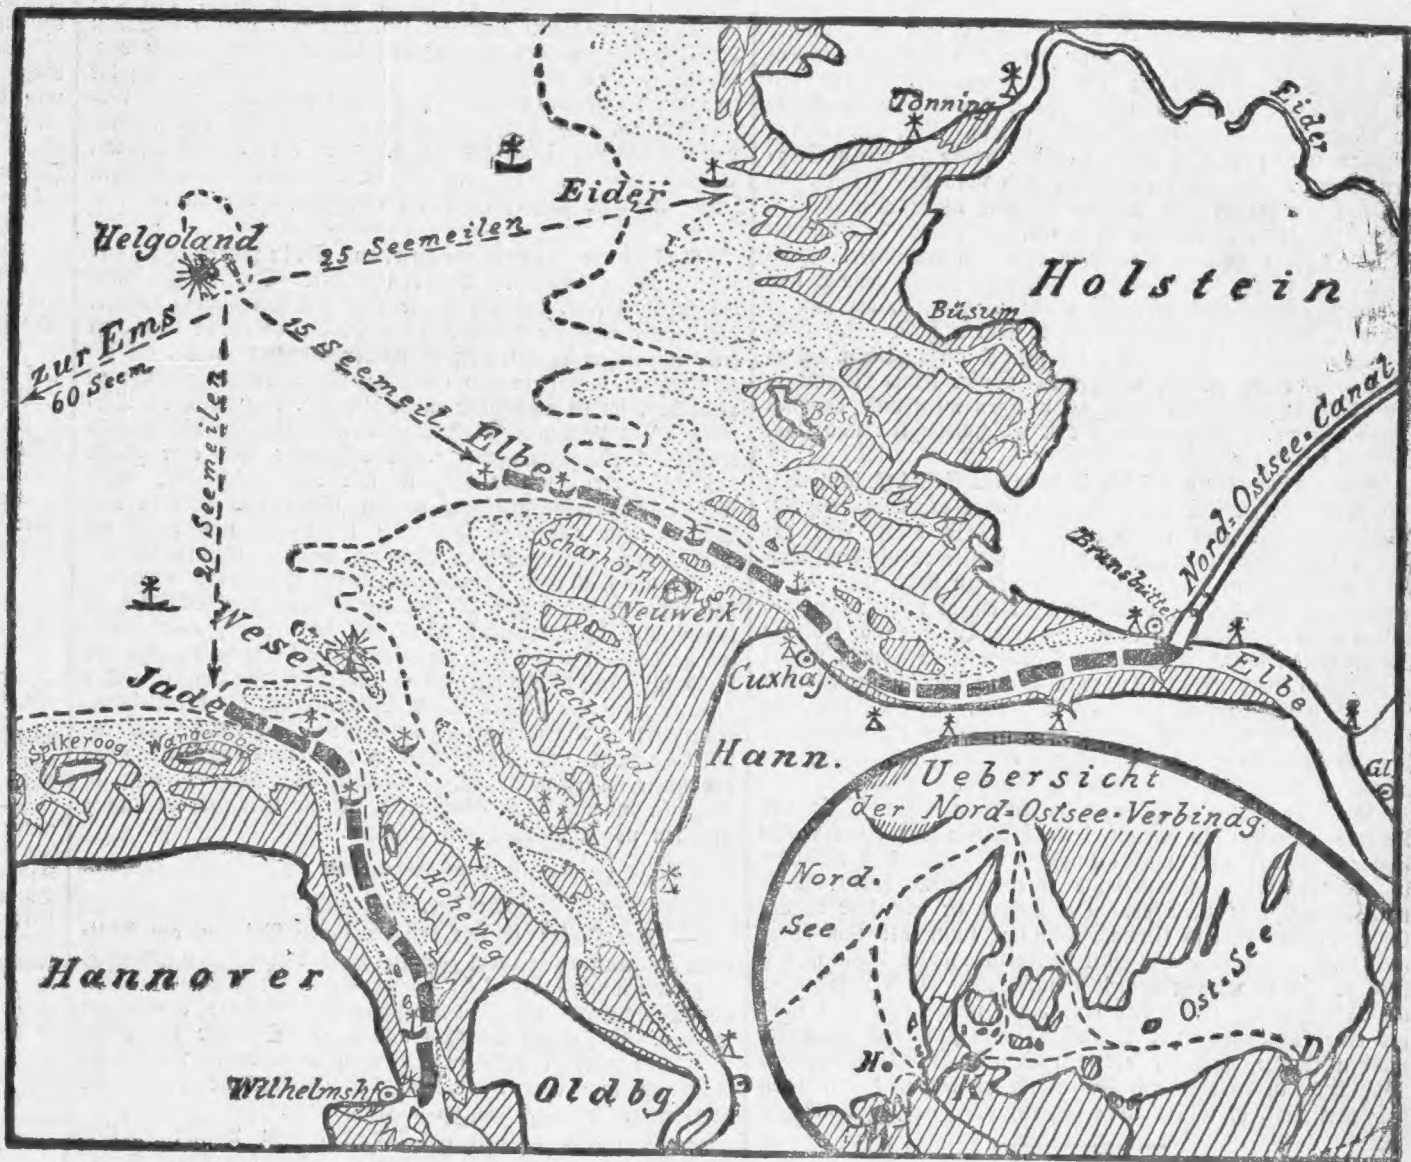 Tönning
Eider
Eider
Helgoland
25 Seemeilen
Holstein
Büsum
zur Ems
60 Seem.
15 Seemeil.
Elbe
20 Seemeilen
Nord-Ostsee-Canal
Brunsbüttel
Scharhörn
Neuwerk
Weser
Jade
Cuxhaf.
Elbe
Knechtsand
Spikeroog
Wangeroog
Hann.
Gl.
Uebersicht
der Nord-Ostsee-Verbindg
Hohe Weg
Nord-
See
Ost-See
Hannover
H.
K
D
Wilhelmshf.
Oldbg.